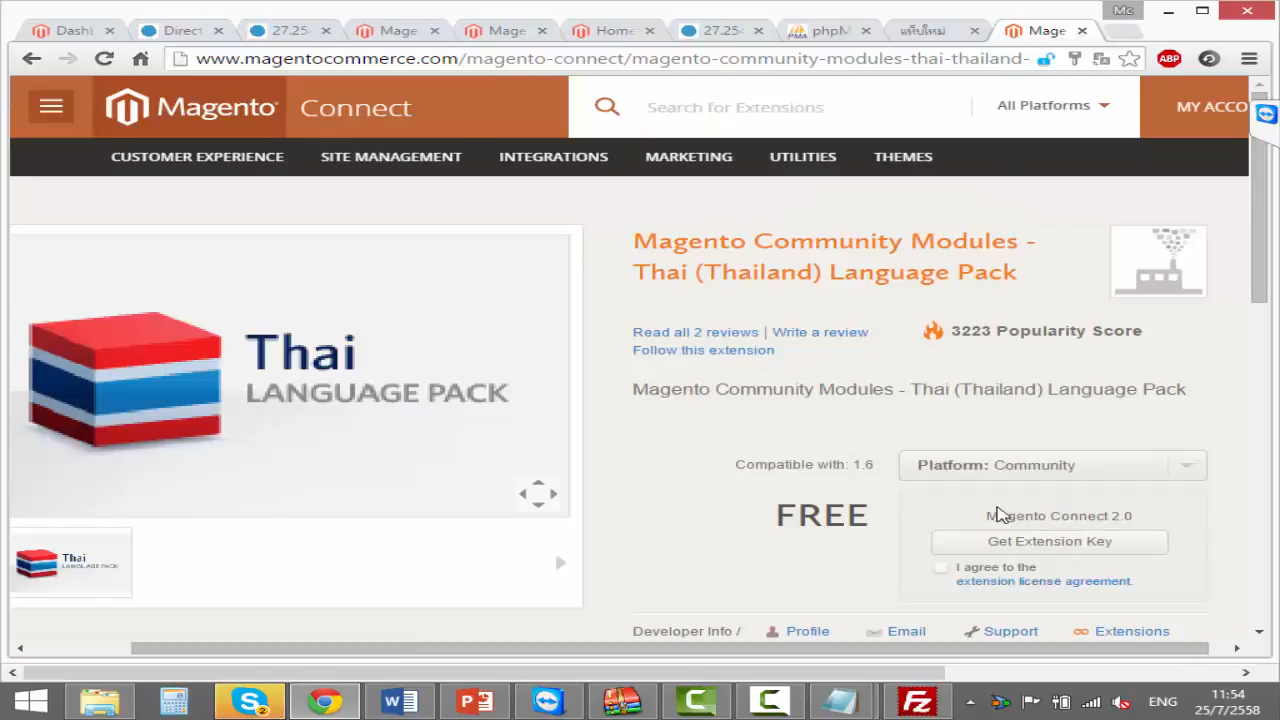 Mc
Dashl
Direct
27.25
Mage
Mage
Home
27.254
phpM
แท็บใหม่
Mage
www.magentocommerce.com/magento-connect/magento-community-modules-thai-thailand-
ABP
Magento Connect
Search for Extensions
All Platforms
MY ACCO
CUSTOMER EXPERIENCE
SITE MANAGEMENT
INTEGRATIONS
MARKETING
UTILITIES
THEMES
Magento Community Modules -
Thai (Thailand) Language Pack
Thai
LANGUAGE PACK
Read all 2 reviews | Write a review
3223 Popularity Score
Follow this extension
Magento Community Modules - Thai (Thailand) Language Pack
Compatible with: 1.6
Platform: Community
FREE
Magento Connect 2.0
Get Extension Key
I agree to the
extension license agreement.
Thai
LANGUAGE PACK
Developer Info /
Profile
Email
Support
Extensions
2
ENG
11:54
25/7/2558